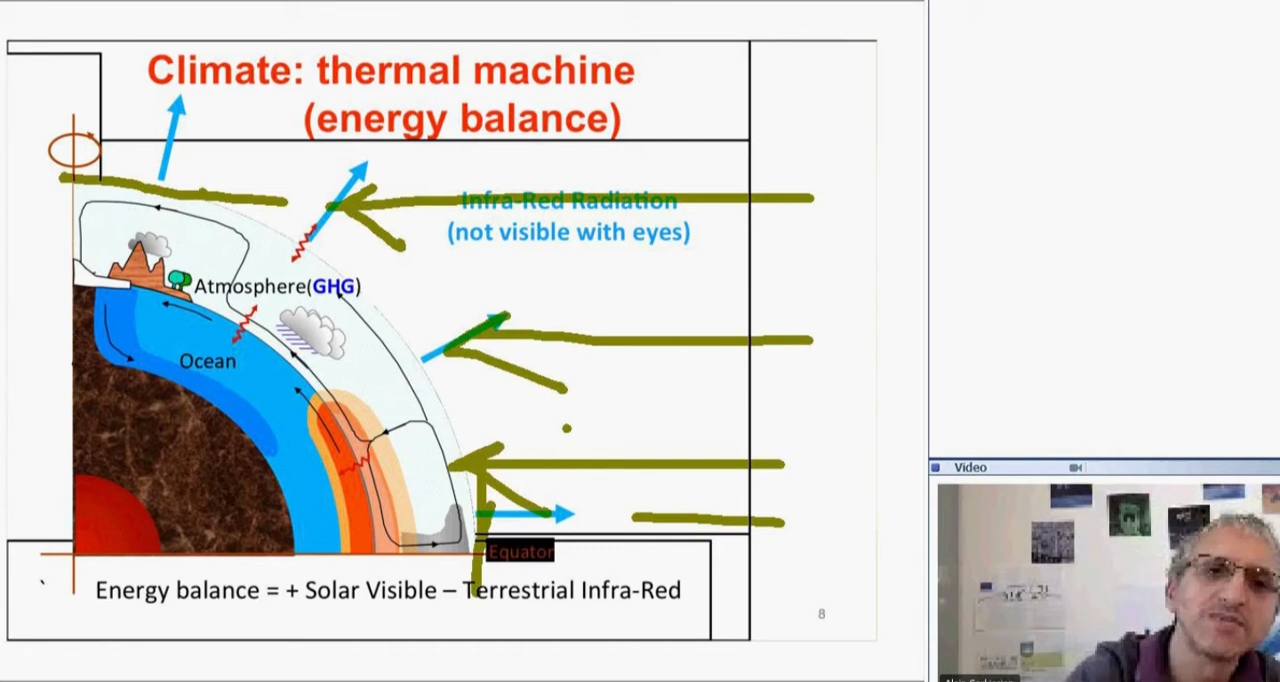 Climate: thermal machine
(energy balance)
Infra-Red Radiation
(not visible with eyes)
Atmosphere(GHG)
Ocean
Equator
Energy balance = + Solar Visible – Terrestrial Infra-Red
8
Video